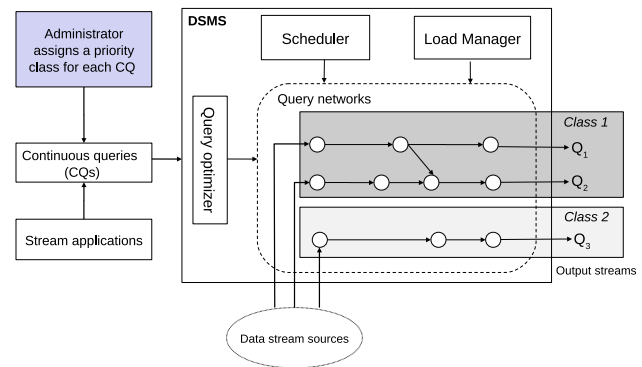 Administrator
assigns a priority
class for each CQ
DSMS
Scheduler
Load Manager
Query networks
Class 1
Continuous queries
(CQs)
Query optimizer
Q1
Q2
Class 2
Stream applications
Q3
Output streams
Data stream sources